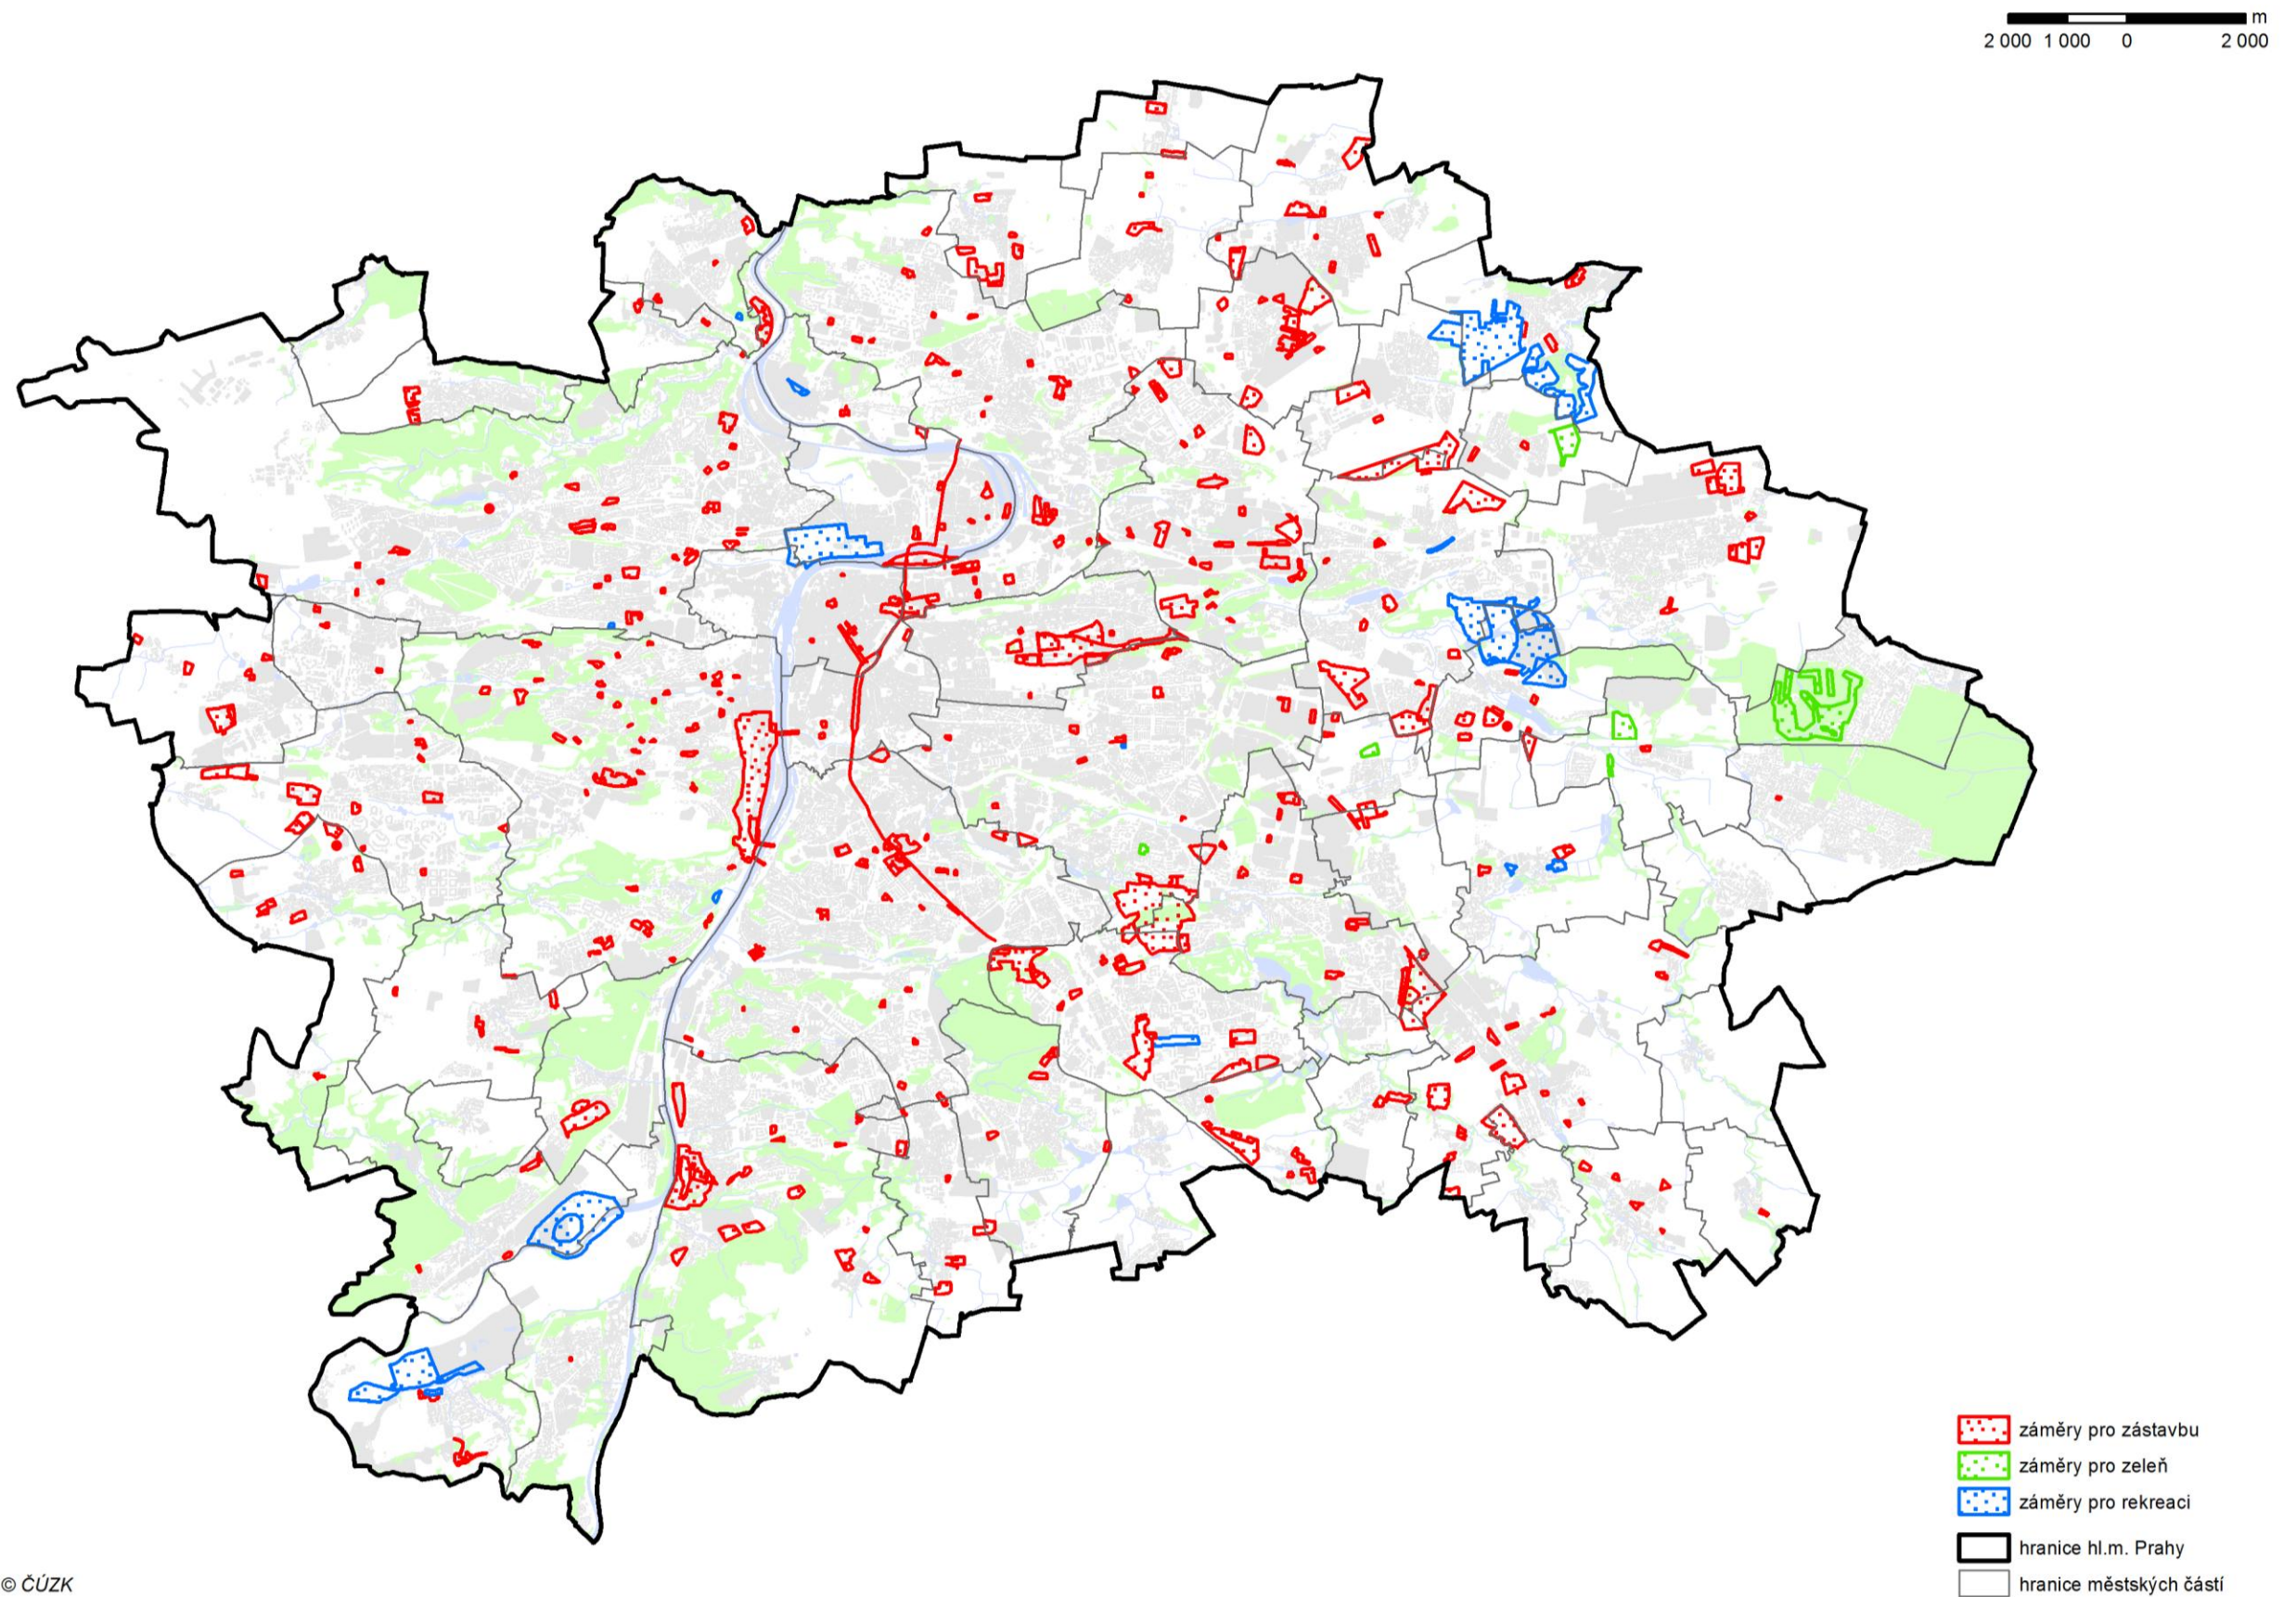 m
2 000 1 000 0 2 000
záměry pro zástavbu
záměry pro zeleň
záměry pro rekreaci
hranice hl.m. Prahy
hranice městských částí
© ČÚZK